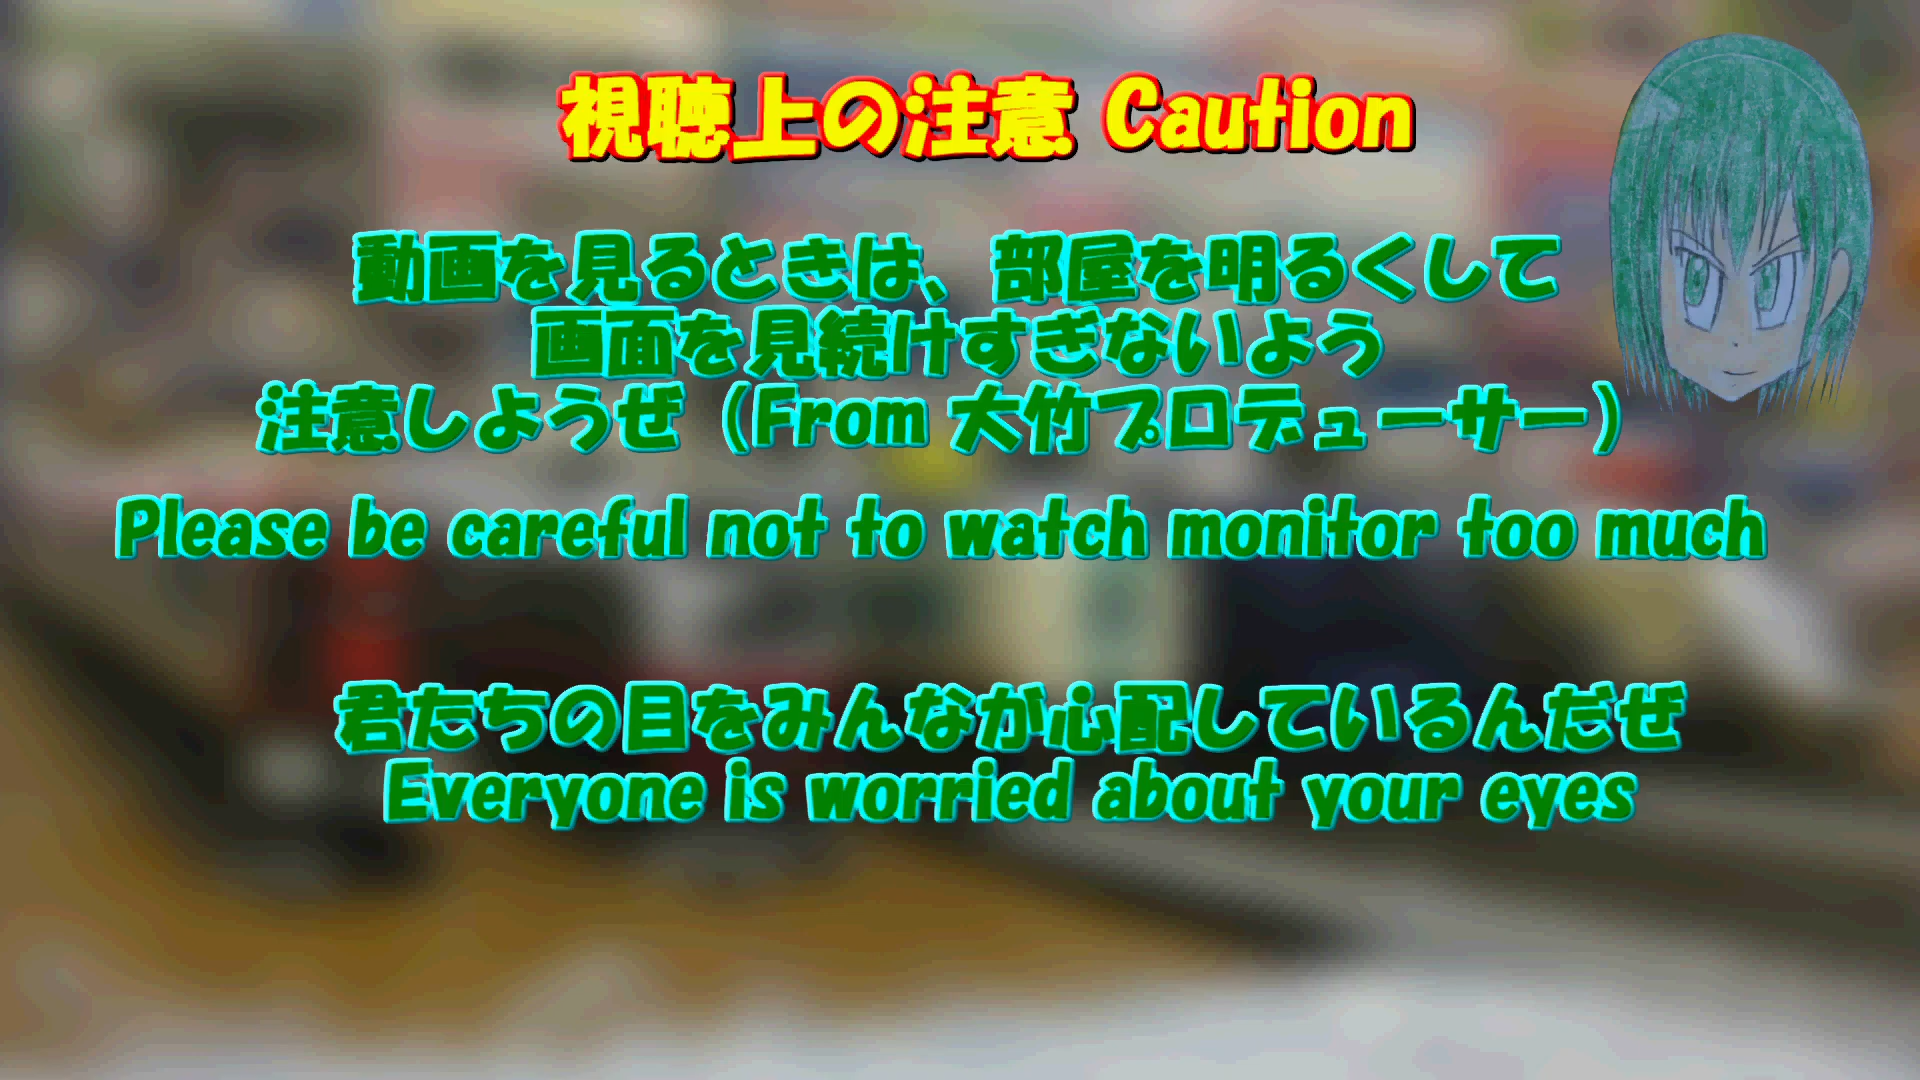 視聴上の注意 Caution
動画を見るときは、部屋を明るくして
画面を見続けすぎないよう
注意しようぜ（From 大竹プロデューサー）
Please be careful not to watch monitor too much
君たちの目をみんなが心配しているんだぜ
Everyone is worried about your eyes